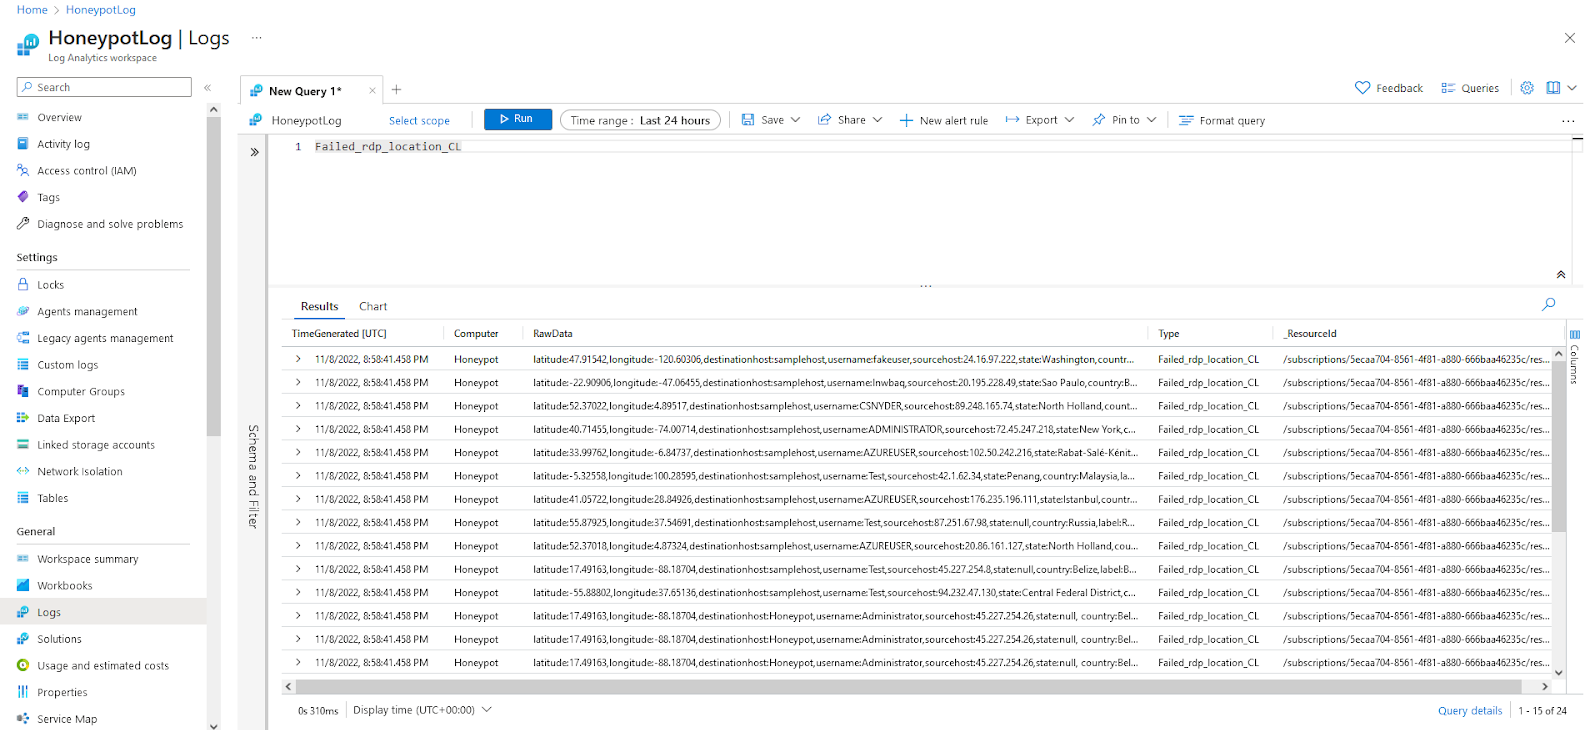 Home > HoneypotLog
HoneypotLog | Logs ...
Log Analytics workspace
Search
«
Overview
Activity log
Access control (IAM)
Tags
Diagnose and solve problems
Settings
Locks
Agents management
Legacy agents management
Custom logs
Computer Groups
Data Export
Linked storage accounts
Network Isolation
Tables
General
Workspace summary
Workbooks
Logs
Solutions
Usage and estimated costs
Properties
Service Map
New Query 1*
Feedback Queries
HoneypotLog Select scope Run Time range : Last 24 hours Save Share New alert rule Export Pin to Format query ...
1 Failed_rdp_location_CL
Schema and Filter
Results Chart
TimeGenerated [UTC] Computer RawData Type _ResourceId
11/8/2022, 8:58:41.458 PM Honeypot latitude:47.91542,longitude:-120.60306,destinationhost:samplehost,username:fakeuser,sourcehost:24.16.97.222,state:Washington,countr... Failed_rdp_location_CL /subscriptions/5ecaa704-8561-4f81-a880-666baa46235c/res...
11/8/2022, 8:58:41.458 PM Honeypot latitude:-22.90906,longitude:-47.06455,destinationhost:samplehost,username:lnwbaq,sourcehost:20.195.228.49,state:Sao Paulo,country:B... Failed_rdp_location_CL /subscriptions/5ecaa704-8561-4f81-a880-666baa46235c/res...
11/8/2022, 8:58:41.458 PM Honeypot latitude:52.37022,longitude:4.89517,destinationhost:samplehost,username:CSNYDER,sourcehost:89.248.165.74,state:North Holland,count... Failed_rdp_location_CL /subscriptions/5ecaa704-8561-4f81-a880-666baa46235c/res...
11/8/2022, 8:58:41.458 PM Honeypot latitude:40.71455,longitude:-74.00714,destinationhost:samplehost,username:ADMINISTRATOR,sourcehost:72.45.247.218,state:New York,c... Failed_rdp_location_CL /subscriptions/5ecaa704-8561-4f81-a880-666baa46235c/res...
11/8/2022, 8:58:41.458 PM Honeypot latitude:33.99762,longitude:-6.84737,destinationhost:samplehost,username:AZUREUSER,sourcehost:102.50.242.216,state:Rabat-Salé-Kénit... Failed_rdp_location_CL /subscriptions/5ecaa704-8561-4f81-a880-666baa46235c/res...
11/8/2022, 8:58:41.458 PM Honeypot latitude:-5.32558,longitude:100.28595,destinationhost:samplehost,username:Test,sourcehost:42.1.62.34,state:Penang,country:Malaysia,la... Failed_rdp_location_CL /subscriptions/5ecaa704-8561-4f81-a880-666baa46235c/res...
11/8/2022, 8:58:41.458 PM Honeypot latitude:41.05722,longitude:28.84926,destinationhost:samplehost,username:AZUREUSER,sourcehost:176.235.196.111,state:Istanbul,countr... Failed_rdp_location_CL /subscriptions/5ecaa704-8561-4f81-a880-666baa46235c/res...
11/8/2022, 8:58:41.458 PM Honeypot latitude:55.87925,longitude:37.54691,destinationhost:samplehost,username:Test,sourcehost:87.251.67.98,state:null,country:Russia,label:R... Failed_rdp_location_CL /subscriptions/5ecaa704-8561-4f81-a880-666baa46235c/res...
11/8/2022, 8:58:41.458 PM Honeypot latitude:52.37018,longitude:4.87324,destinationhost:samplehost,username:AZUREUSER,sourcehost:20.86.161.127,state:North Holland,cou... Failed_rdp_location_CL /subscriptions/5ecaa704-8561-4f81-a880-666baa46235c/res...
11/8/2022, 8:58:41.458 PM Honeypot latitude:17.49163,longitude:-88.18704,destinationhost:samplehost,username:Test,sourcehost:45.227.254.8,state:null,country:Belize,label:B... Failed_rdp_location_CL /subscriptions/5ecaa704-8561-4f81-a880-666baa46235c/res...
11/8/2022, 8:58:41.458 PM Honeypot latitude:-55.88802,longitude:37.65136,destinationhost:samplehost,username:Test,sourcehost:94.232.47.130,state:Central Federal District,c... Failed_rdp_location_CL /subscriptions/5ecaa704-8561-4f81-a880-666baa46235c/res...
11/8/2022, 8:58:41.458 PM Honeypot latitude:17.49163,longitude:-88.18704,destinationhost:Honeypot,username:Administrator,sourcehost:45.227.254.26,state:null, country:Bel... Failed_rdp_location_CL /subscriptions/5ecaa704-8561-4f81-a880-666baa46235c/res...
11/8/2022, 8:58:41.458 PM Honeypot latitude:17.49163,longitude:-88.18704,destinationhost:Honeypot,username:Administrator,sourcehost:45.227.254.26,state:null, country:Bel... Failed_rdp_location_CL /subscriptions/5ecaa704-8561-4f81-a880-666baa46235c/res...
11/8/2022, 8:58:41.458 PM Honeypot latitude:17.49163,longitude:-88.18704,destinationhost:Honeypot,username:Administrator,sourcehost:45.227.254.26,state:null, country:Bel... Failed_rdp_location_CL /subscriptions/5ecaa704-8561-4f81-a880-666baa46235c/res...
Columns
0s 310ms Display time (UTC+00:00) Query details 1 - 15 of 24